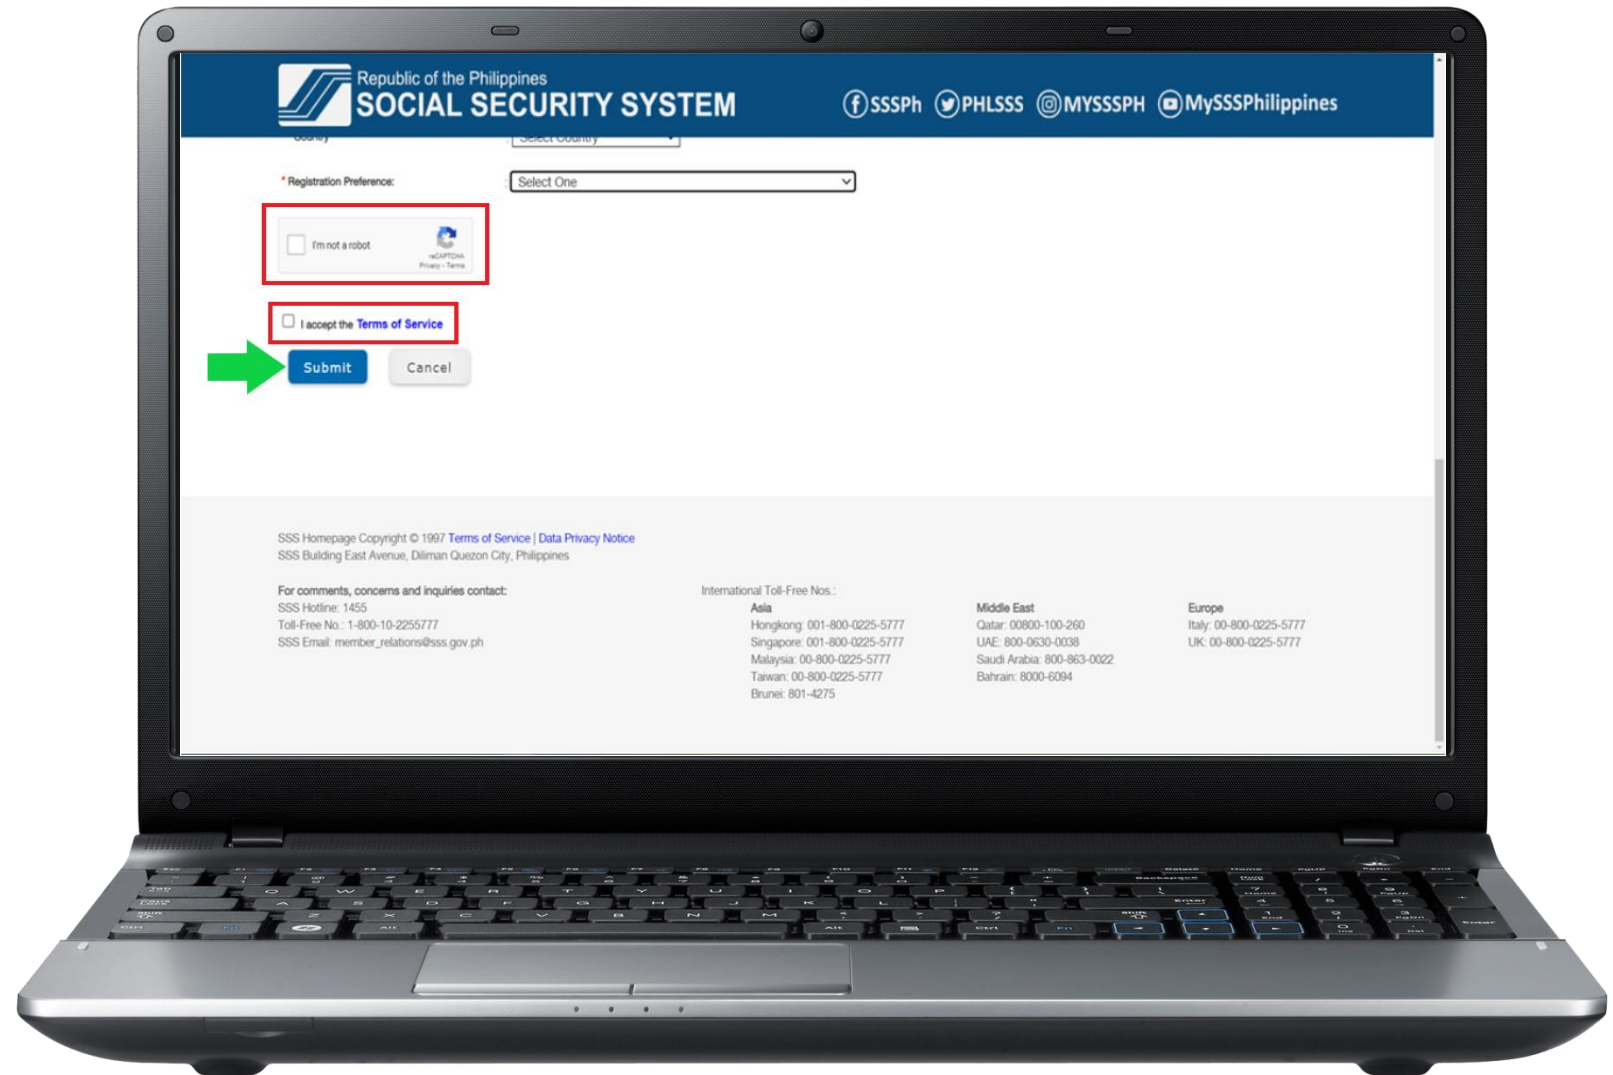 Republic of the Philippines
SOCIAL SECURITY SYSTEM
SSSPh PHLSSS MYSSSPH MySSSPhilippines
Country : Select Country
* Registration Preference: : Select One
I'm not a robot
reCAPTCHA
Privacy - Terms
I accept the Terms of Service
Submit Cancel
SSS Homepage Copyright © 1997 Terms of Service | Data Privacy Notice
SSS Building East Avenue, Diliman Quezon City, Philippines
For comments, concerns and inquiries contact:
SSS Hotline: 1455
Toll-Free No.: 1-800-10-2255777
SSS Email: member_relations@sss.gov.ph
International Toll-Free Nos.:
Asia
Hongkong: 001-800-0225-5777
Singapore: 001-800-0225-5777
Malaysia: 00-800-0225-5777
Taiwan: 00-800-0225-5777
Brunei: 801-4275
Middle East
Qatar: 00800-100-260
UAE: 800-0630-0038
Saudi Arabia: 800-863-0022
Bahrain: 8000-6094
Europe
Italy: 00-800-0225-5777
UK: 00-800-0225-5777